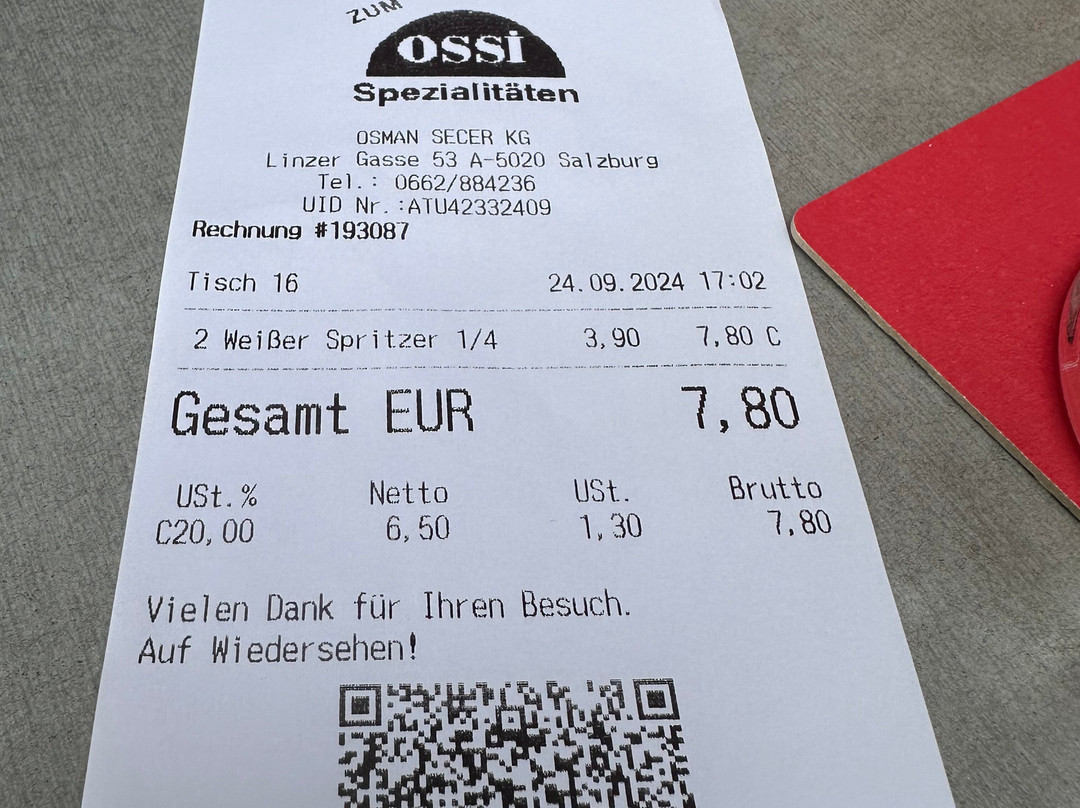 ZUM
OSSi
Spezialitäten
OSMAN SECER KG
Linzer Gasse 53 A-5020 Salzburg
Tel.: 0662/884236
UID Nr.:ATU42332409
Rechnung #193087
Tisch 16 24.09.2024 17:02
2 Weißer Spritzer 1/4 3,90 7,80 C
Gesamt EUR 7,80
USt.% Netto USt. Brutto
C20,00 6,50 1,30 7,80
Vielen Dank für Ihren Besuch.
Auf Wiedersehen!